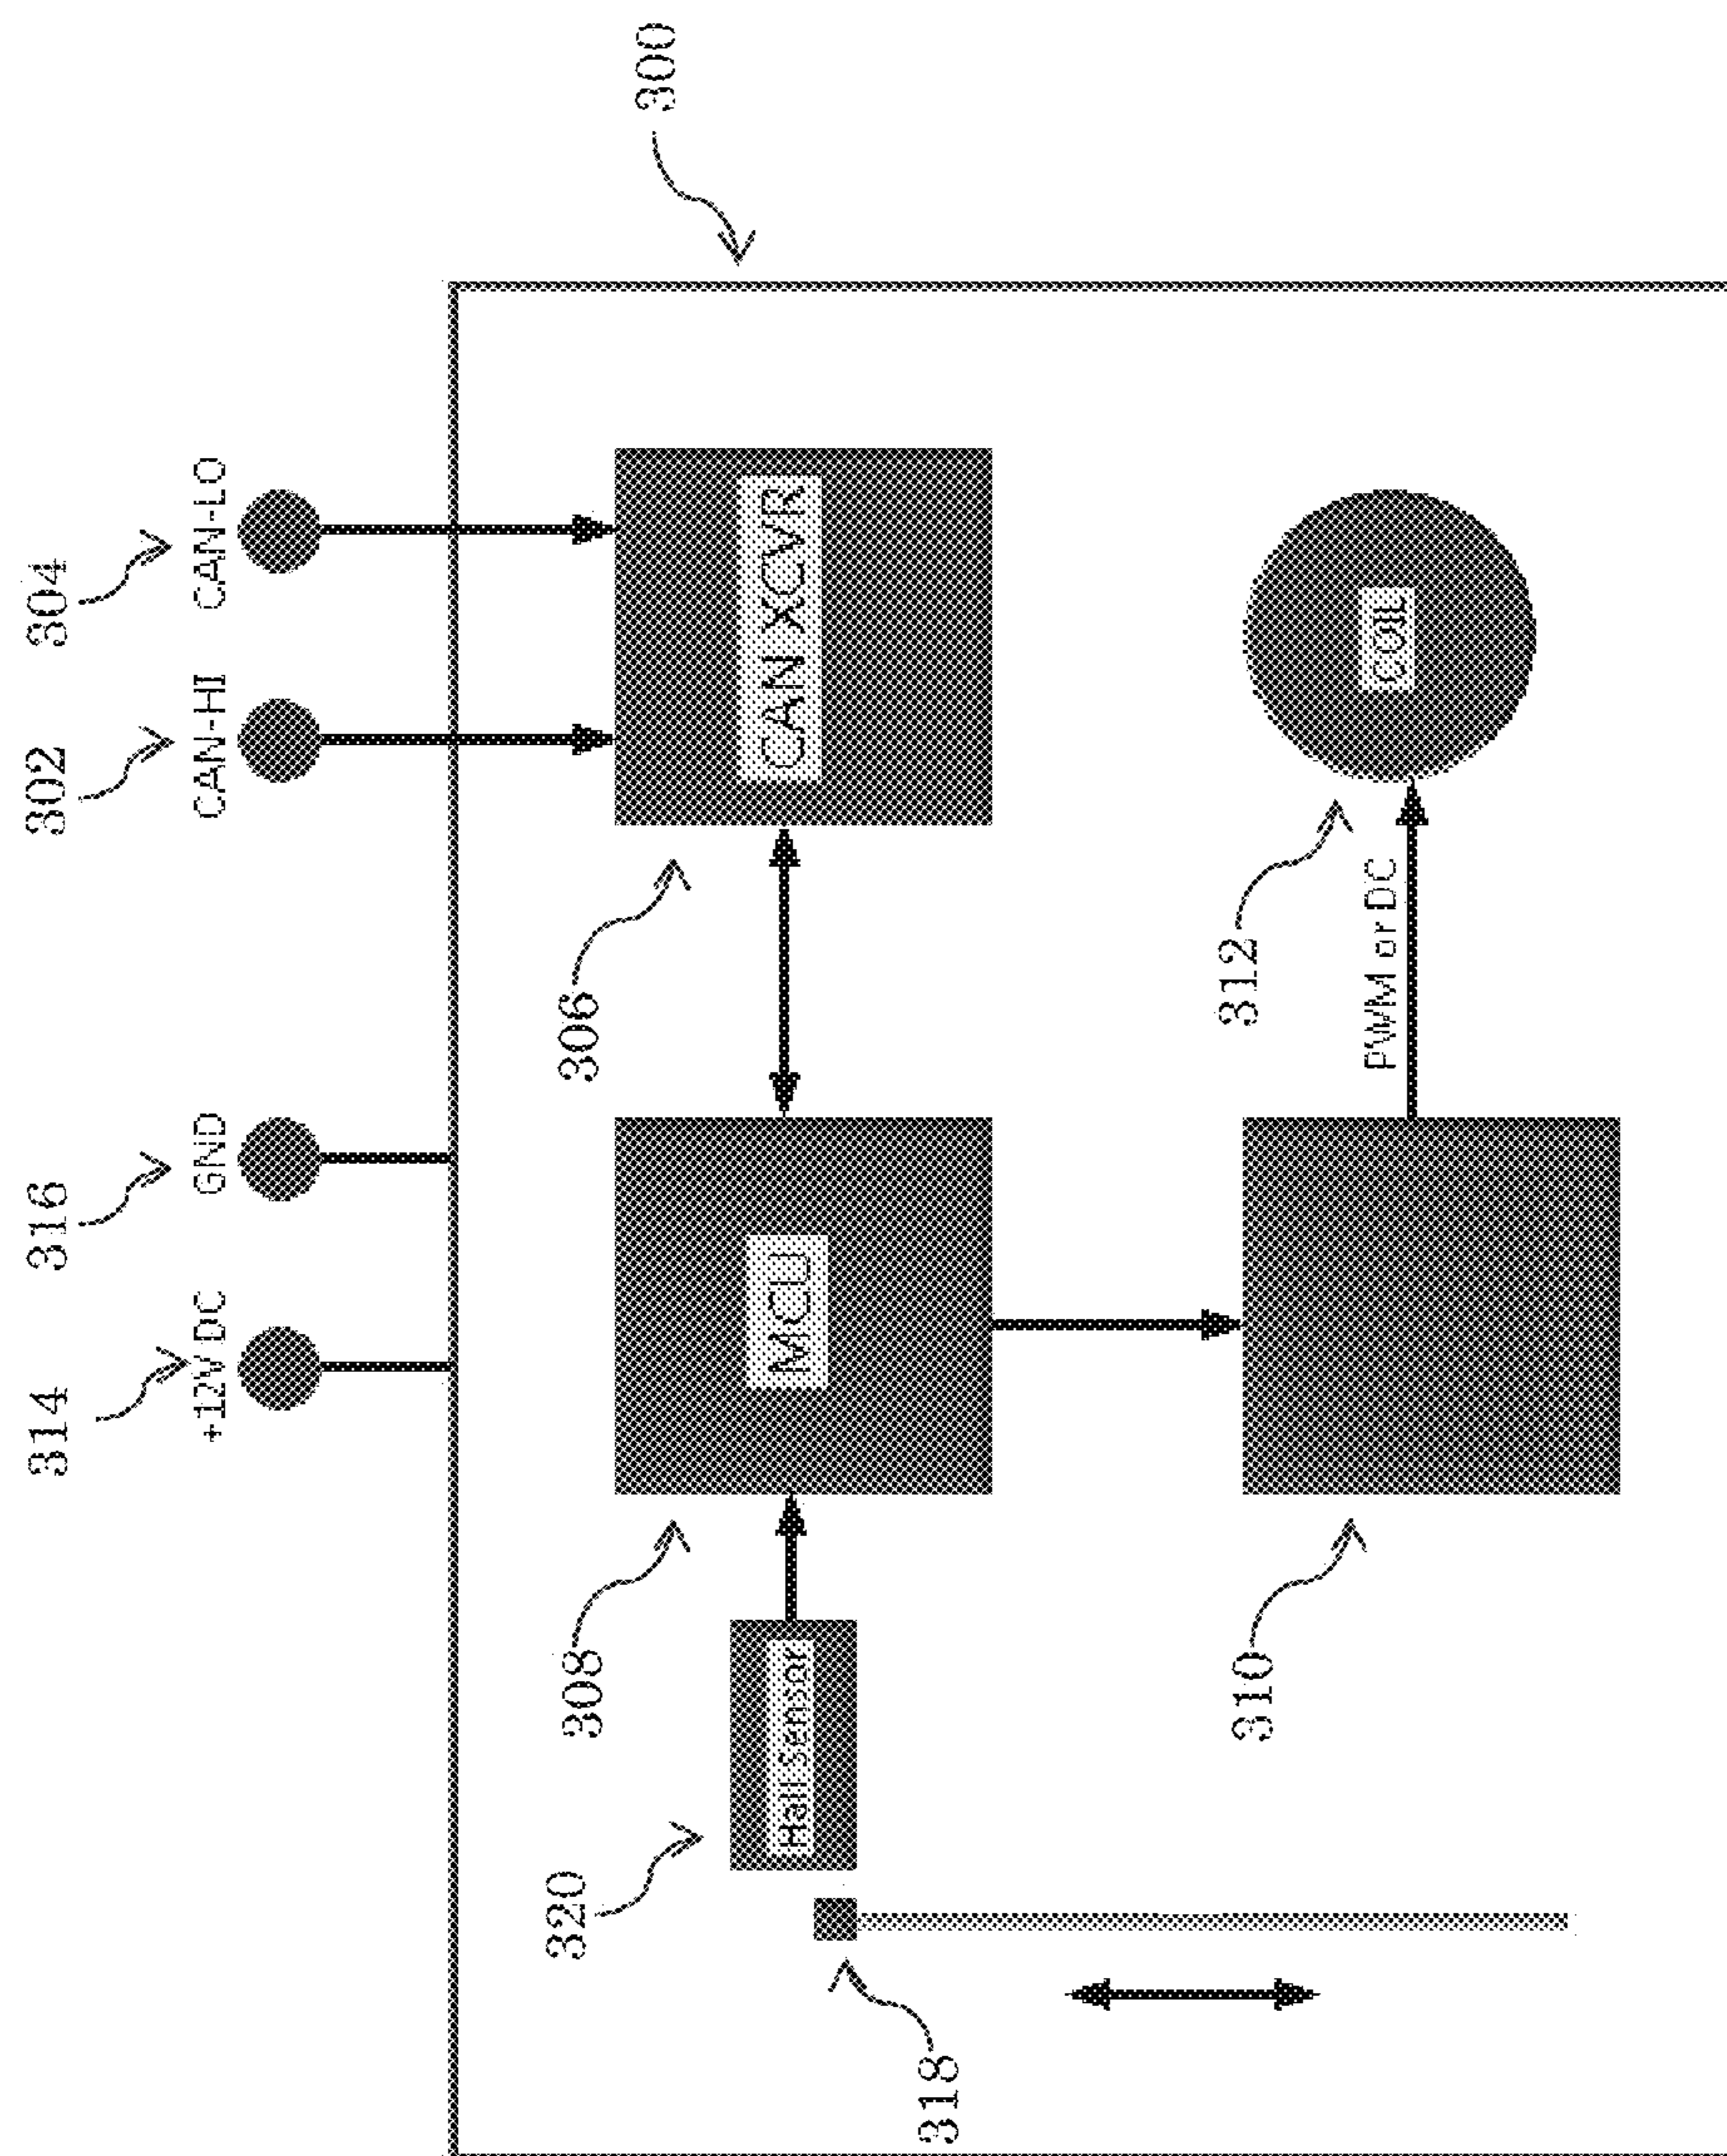 314 316 302 304
+12V DC GND CAN-HI CAN-LO
320 308 306 300
Hall sensor MCU CAN XCVR
318
310 312
PWM or DC COIL